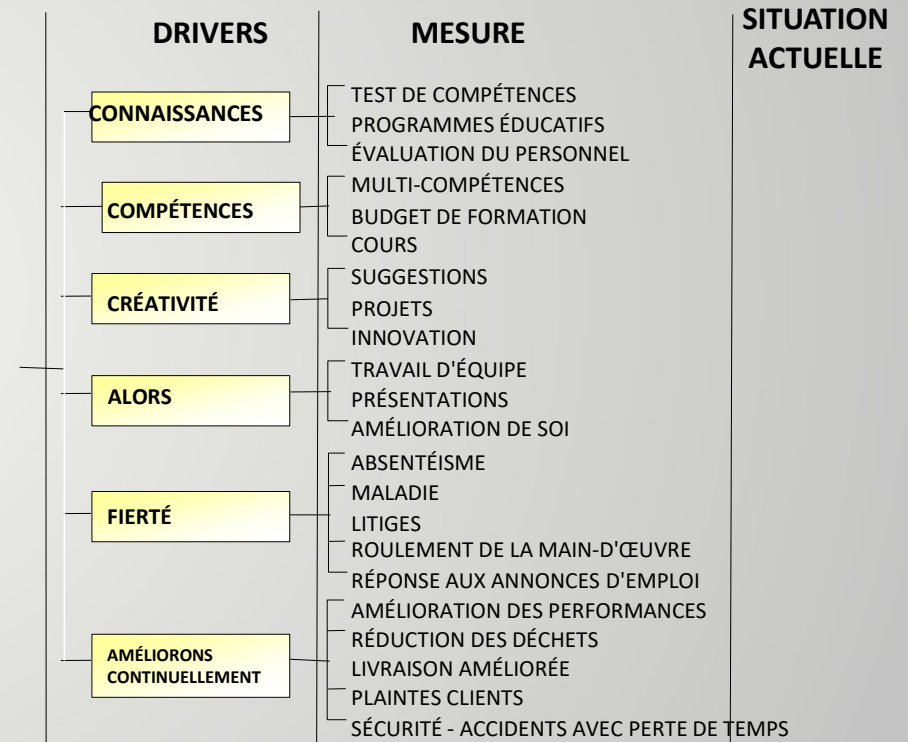 DRIVERS
MESURE
SITUATION
ACTUELLE
CONNAISSANCES
TEST DE COMPÉTENCES
PROGRAMMES ÉDUCATIFS
ÉVALUATION DU PERSONNEL
COMPÉTENCES
MULTI-COMPÉTENCES
BUDGET DE FORMATION
COURS
CRÉATIVITÉ
SUGGESTIONS
PROJETS
INNOVATION
ALORS
TRAVAIL D'ÉQUIPE
PRÉSENTATIONS
AMÉLIORATION DE SOI
FIERTÉ
ABSENTÉISME
MALADIE
LITIGES
ROULEMENT DE LA MAIN-D'ŒUVRE
RÉPONSE AUX ANNONCES D'EMPLOI
AMÉLIORONS
CONTINUELLEMENT
AMÉLIORATION DES PERFORMANCES
RÉDUCTION DES DÉCHETS
LIVRAISON AMÉLIORÉE
PLAINTES CLIENTS
SÉCURITÉ - ACCIDENTS AVEC PERTE DE TEMPS